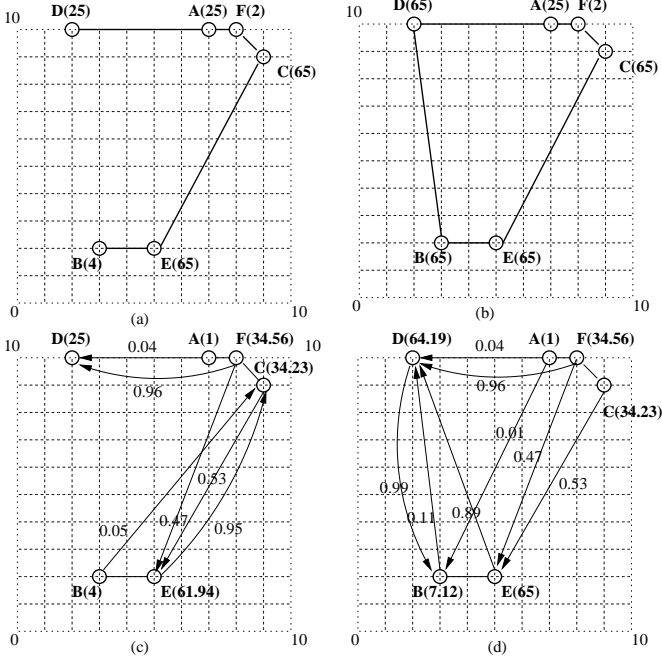 10 D(25) A(25) F(2)
C(65)
B(4) E(65)
0 10
(a)
10 D(65) A(25) F(2)
C(65)
B(65) E(65)
0 10
(b)
10 D(25) 0.04 A(1) F(34.56) 10
C(34.23)
0.96
0.53
0.47
0.05 0.95
B(4) E(61.94)
0 10
(c)
D(64.19) 0.04 A(1) F(34.56)
0.96
C(34.23)
0.01
0.47
0.99 0.53
0.11 0.89
B(7.12) E(65)
0 10
(d)